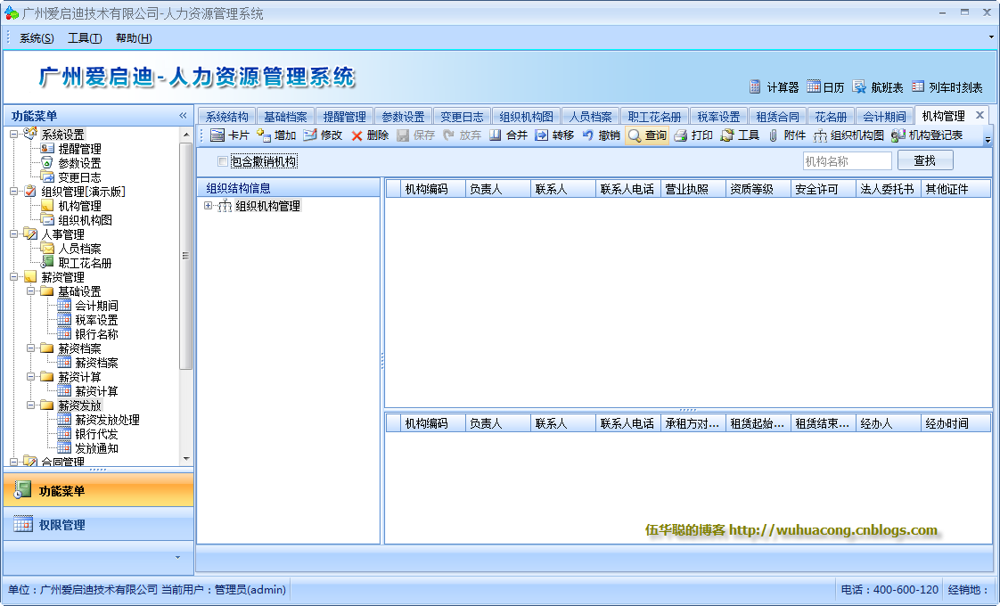 广州爱启迪技术有限公司-人力资源管理系统
系统(S) 工具(T) 帮助(H)
广州爱启迪-人力资源管理系统
计算器 日历 航班表 列车时刻表
功能菜单
系统结构 基础档案 提醒管理 参数设置 变更日志 组织机构图 人员档案 职工花名册 税率设置 租赁合同 花名册 会计期间 机构管理
卡片 增加 修改 删除 保存 放弃 合并 转移 撤销 查询 打印 工具 附件 组织机构图 机构登记表
包含撤销机构 机构名称 查找
系统设置
提醒管理
参数设置
变更日志
组织管理[演示版]
机构管理
组织机构图
人事管理
人员档案
职工花名册
薪资管理
基础设置
会计期间
税率设置
银行名称
薪资档案
薪资档案
薪资计算
薪资计算
薪资发放
薪资发放处理
银行代发
发放通知
合同管理
功能菜单
权限管理
组织结构信息
组织机构管理
机构编码 负责人 联系人 联系人电话 营业执照 资质等级 安全许可 法人委托书 其他证件
机构编码 负责人 联系人 联系人电话 承租方对... 租赁起始... 租赁结束... 经办人 经办时间
伍华聪的博客 http://wuhuacong.cnblogs.com
单位：广州爱启迪技术有限公司 当前用户：管理员(admin) 电话：400-600-120 经销地：